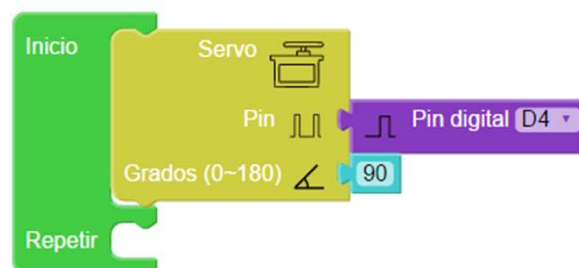 Inicio
Servo
Pin
Pin digital D4
Grados (0~180) 90
Repetir